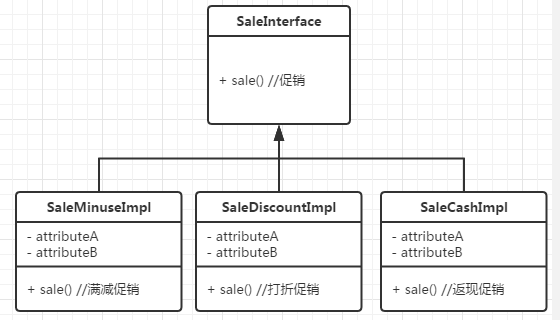 SaleInterface
+ sale() //促销
SaleMinuseImpl
- attributeA
- attributeB
+ sale() //满减促销
SaleDiscountImpl
- attributeA
- attributeB
+ sale() //打折促销
SaleCashImpl
- attributeA
- attributeB
+ sale() //返现促销